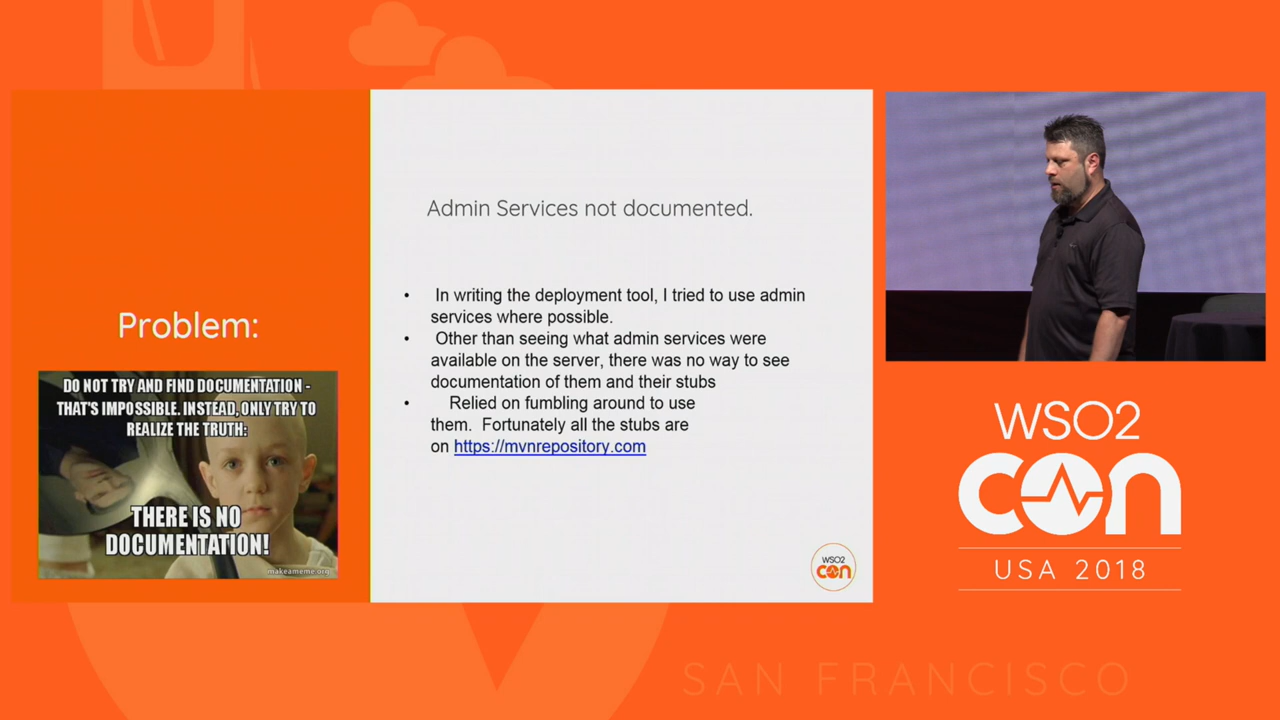 Admin Services not documented.
Problem:
DO NOT TRY AND FIND DOCUMENTATION -
THAT'S IMPOSSIBLE. INSTEAD, ONLY TRY TO
REALIZE THE TRUTH:
THERE IS NO
DOCUMENTATION!
makeameme.org
• In writing the deployment tool, I tried to use admin
services where possible.
• Other than seeing what admin services were
available on the server, there was no way to see
documentation of them and their stubs
• Relied on fumbling around to use
them. Fortunately all the stubs are
on https://mvnrepository.com
WSO2
con
WSO2
con
USA 2018
SAN FRANCISCO